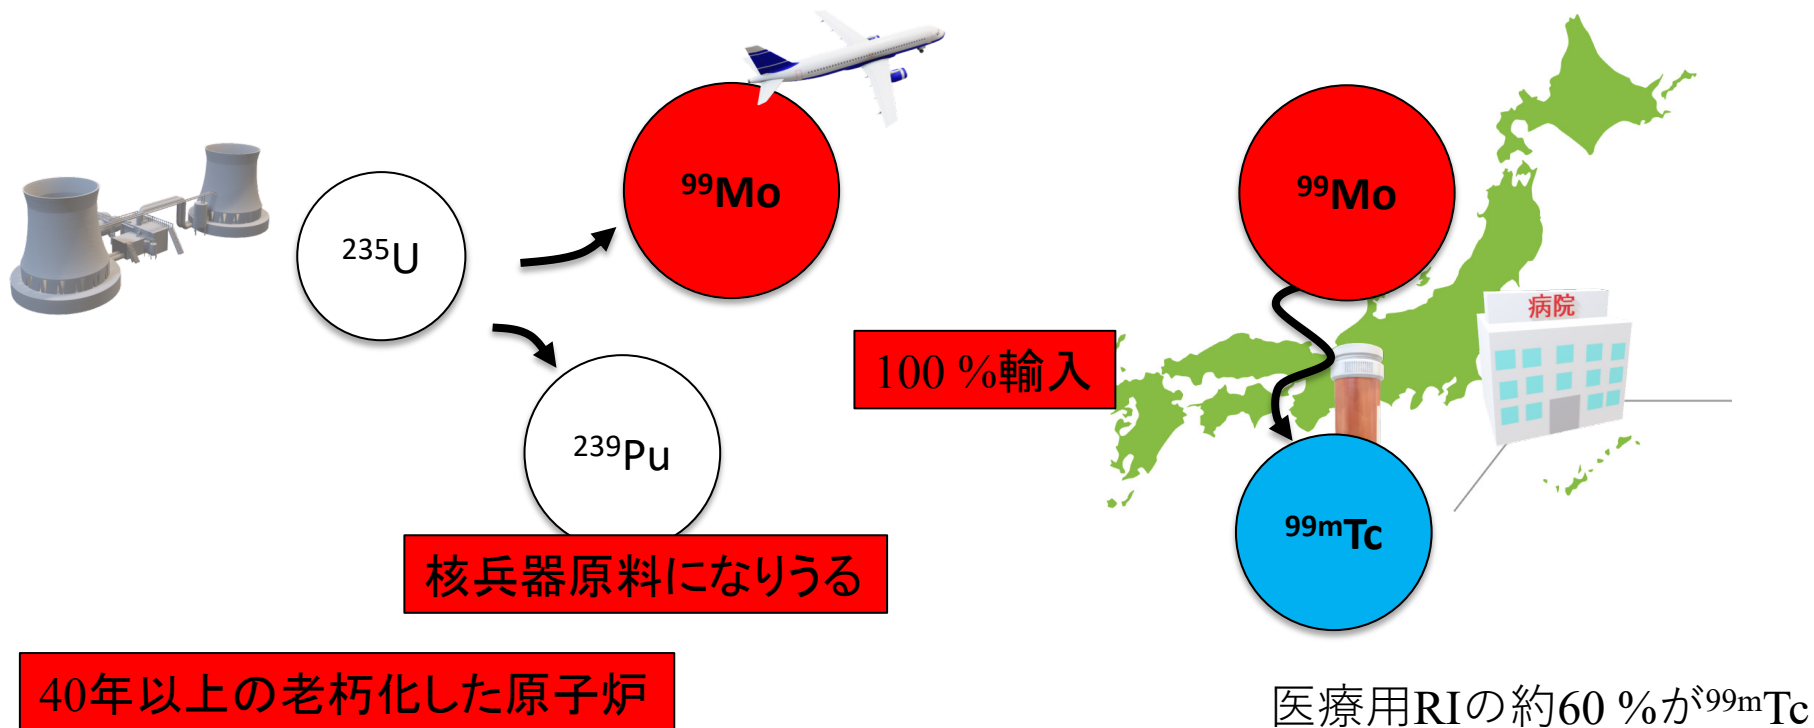 ²³⁵U
⁹⁹Mo
²³⁹Pu
核兵器原料になりうる
40年以上の老朽化した原子炉
100 %輸入
⁹⁹Mo
病院
⁹⁹ᵐTc
医療用RIの約60 %が⁹⁹ᵐTc